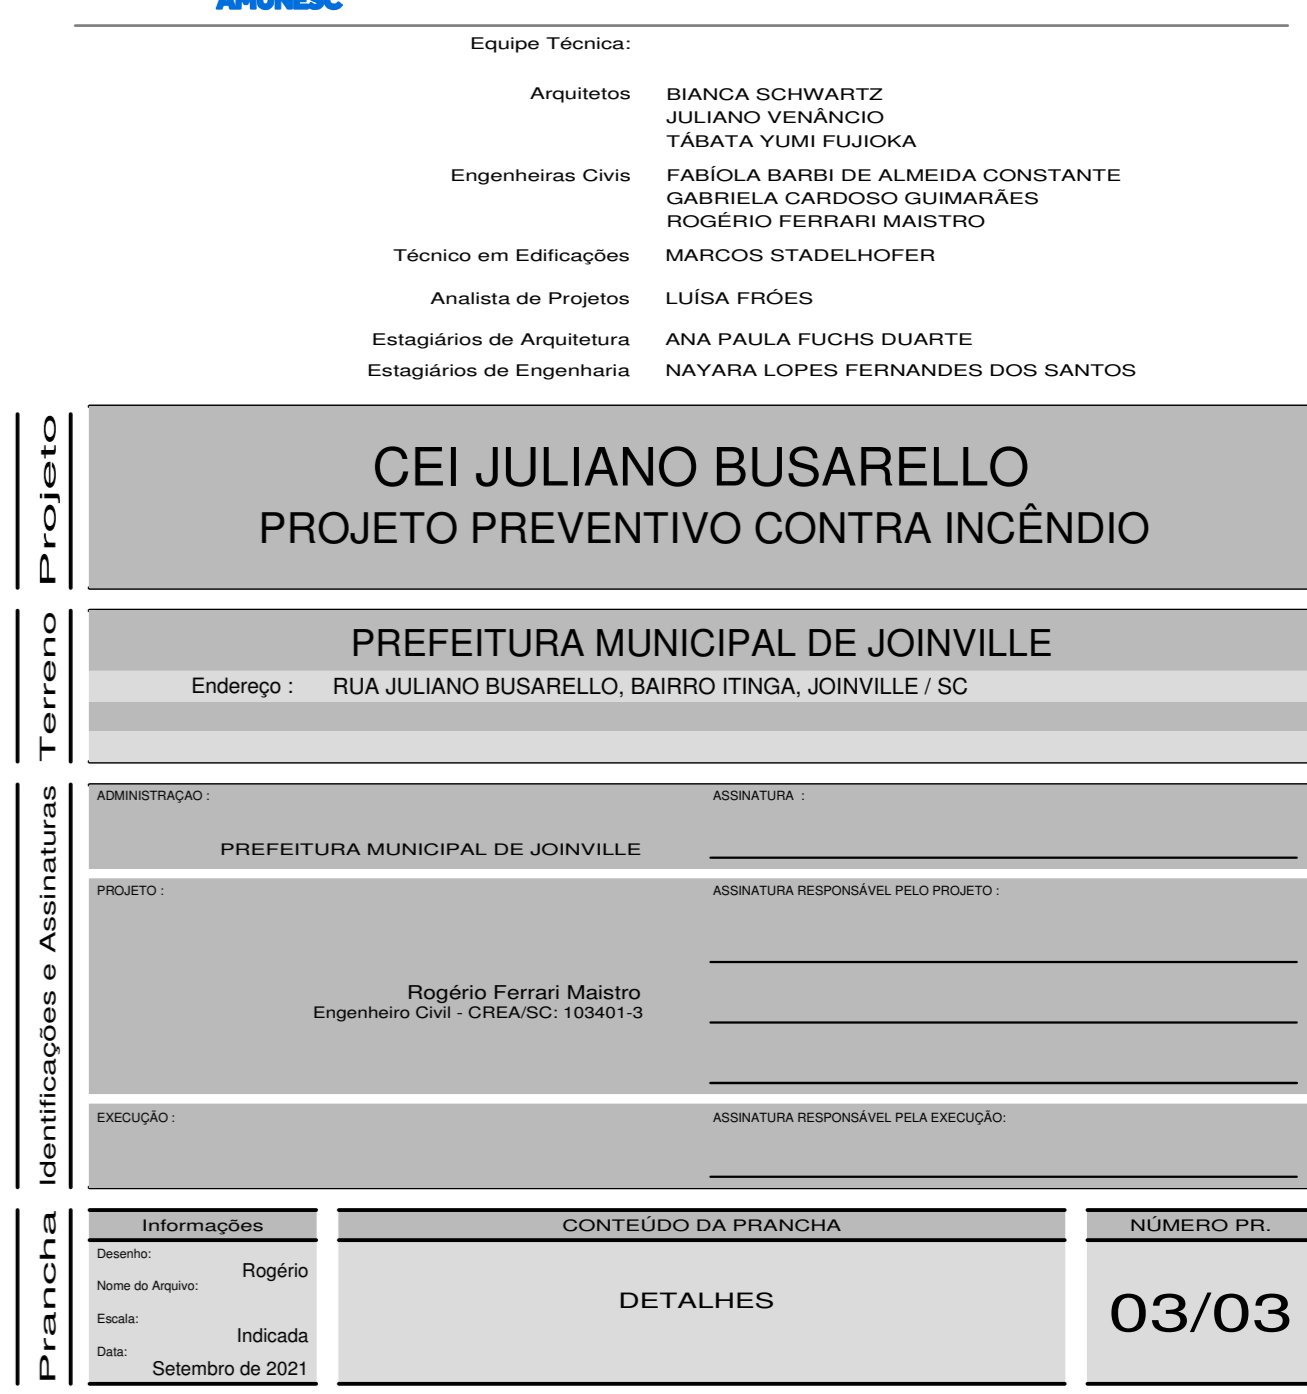 AMUNESC
Equipe Técnica:
Arquitetos BIANCA SCHWARTZ
JULIANO VENÂNCIO
TÁBATA YUMI FUJIOKA
Engenheiras Civis FABÍOLA BARBI DE ALMEIDA CONSTANTE
GABRIELA CARDOSO GUIMARÃES
ROGÉRIO FERRARI MAISTRO
Técnico em Edificações MARCOS STADELHOFER
Analista de Projetos LUÍSA FRÓES
Estagiários de Arquitetura ANA PAULA FUCHS DUARTE
Estagiários de Engenharia NAYARA LOPES FERNANDES DOS SANTOS
Projeto
CEI JULIANO BUSARELLO
PROJETO PREVENTIVO CONTRA INCÊNDIO
Terreno
PREFEITURA MUNICIPAL DE JOINVILLE
Endereço : RUA JULIANO BUSARELLO, BAIRRO ITINGA, JOINVILLE / SC
Identificações e Assinaturas
ADMINISTRAÇAO : ASSINATURA :
PREFEITURA MUNICIPAL DE JOINVILLE
PROJETO : ASSINATURA RESPONSÁVEL PELO PROJETO :
Rogério Ferrari Maistro
Engenheiro Civil - CREA/SC: 103401-3
EXECUÇÃO : ASSINATURA RESPONSÁVEL PELA EXECUÇÃO:
Prancha
Informações CONTEÚDO DA PRANCHA NÚMERO PR.
Desenho:
Rogério
Nome do Arquivo:
Escala:
Indicada
Data:
Setembro de 2021
DETALHES
03/03